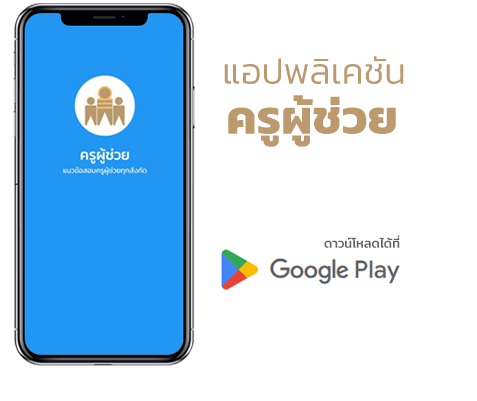 ครูผู้ช่วย
แนวข้อสอบครูผู้ช่วยทุกสังกัด
แอปพลิเคชัน
ครูผู้ช่วย
ดาวน์โหลดได้ที่
Google Play